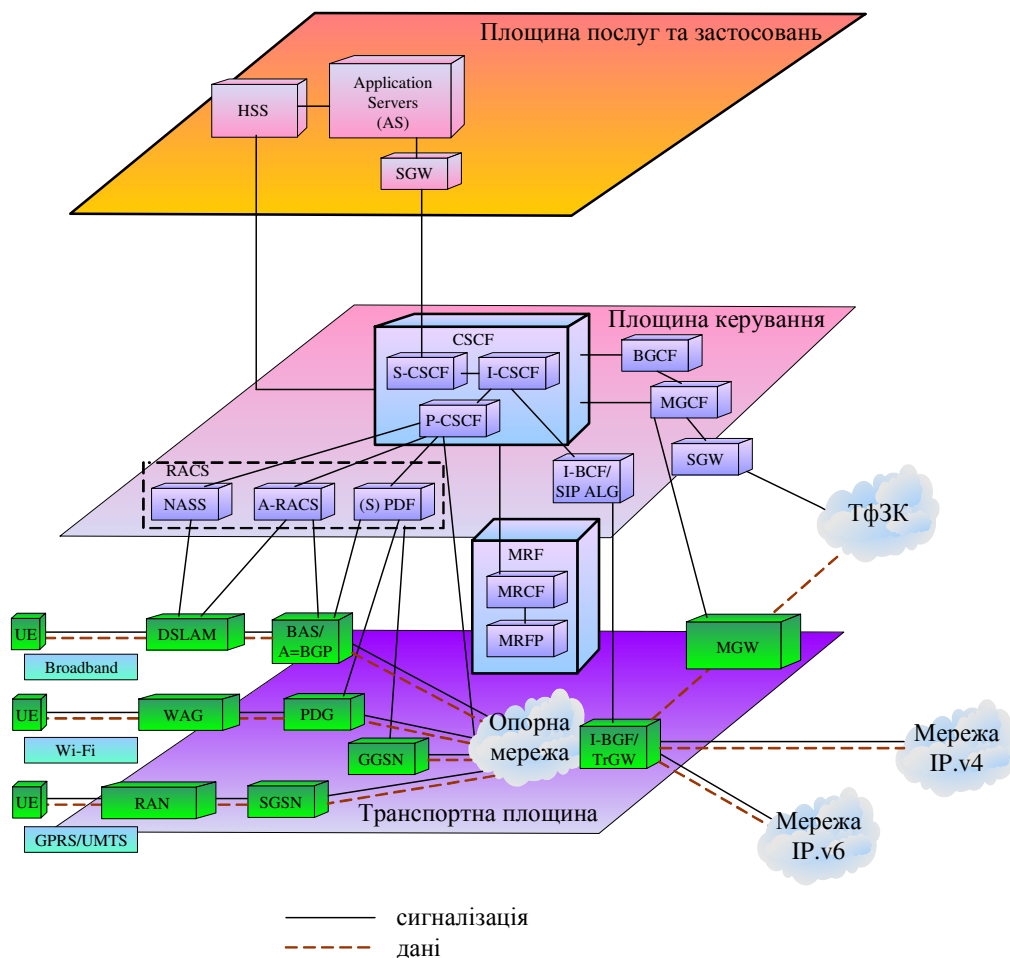 Площина послуг та застосовань
HSS
Application
Servers
(AS)
SGW
Площина керування
CSCF
S-CSCF
I-CSCF
P-CSCF
BGCF
MGCF
SGW
RACS
NASS
A-RACS
(S) PDF
I-BCF/
SIP ALG
ТфЗК
MRF
MRCF
MRFP
UE
DSLAM
BAS/
A=BGP
MGW
Broadband
UE
WAG
PDG
Опорна
мережа
I-BGF/
TrGW
Мережа
IP.v4
Wi-Fi
GGSN
UE
RAN
SGSN
Транспортна площина
Мережа
IP.v6
GPRS/UMTS
сигналізація
дані